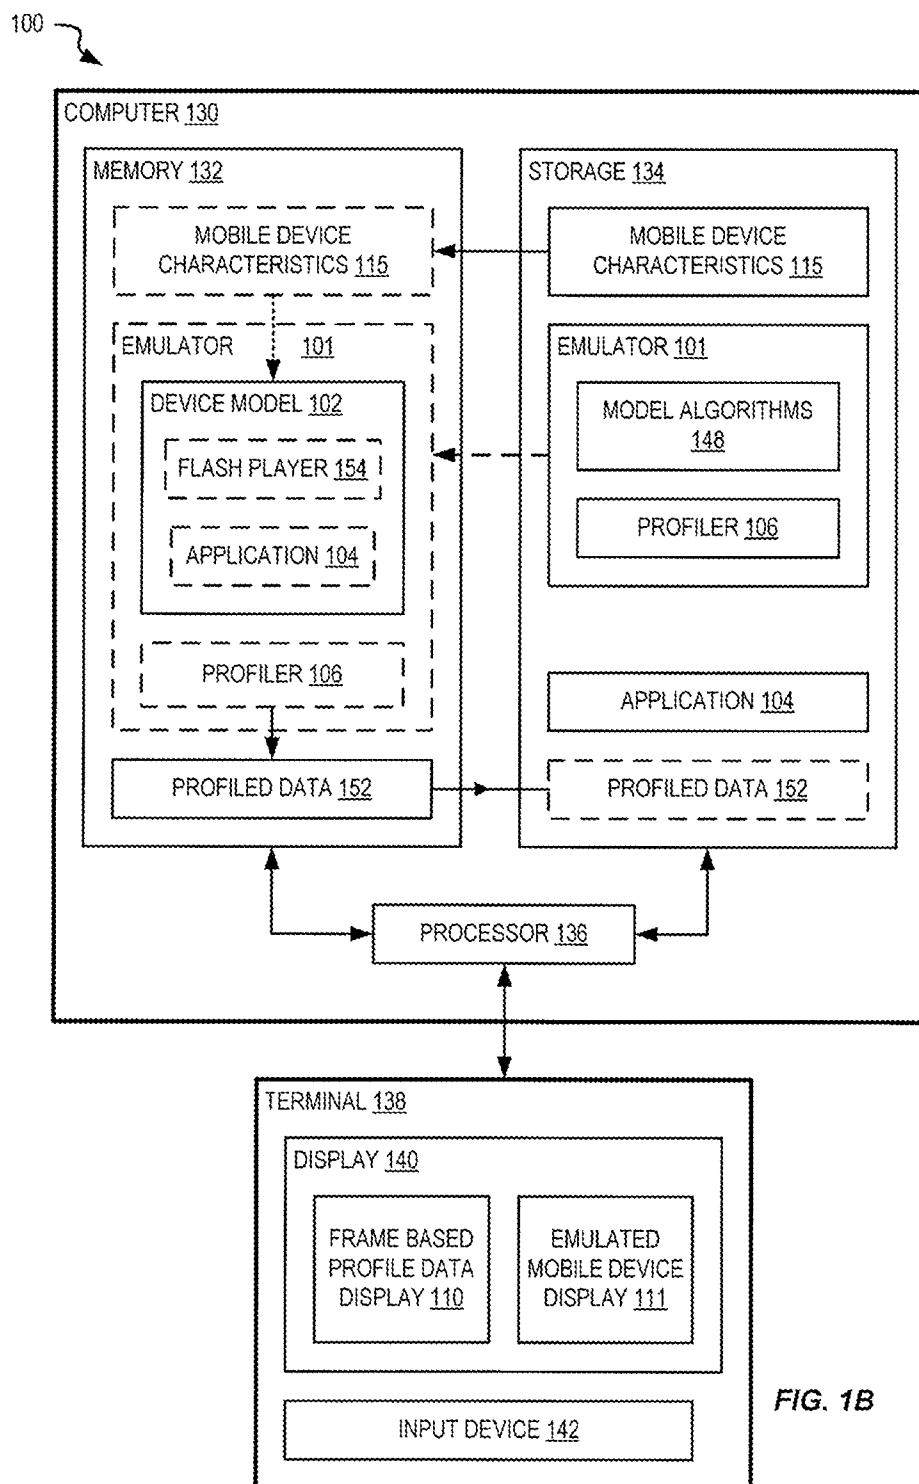 100
COMPUTER 130
MEMORY 132
MOBILE DEVICE
CHARACTERISTICS 115
EMULATOR 101
DEVICE MODEL 102
FLASH PLAYER 154
APPLICATION 104
PROFILER 106
PROFILED DATA 152
STORAGE 134
MOBILE DEVICE
CHARACTERISTICS 115
EMULATOR 101
MODEL ALGORITHMS
148
PROFILER 106
APPLICATION 104
PROFILED DATA 152
PROCESSOR 136
TERMINAL 138
DISPLAY 140
FRAME BASED
PROFILE DATA
DISPLAY 110
EMULATED
MOBILE DEVICE
DISPLAY 111
INPUT DEVICE 142
FIG. 1B